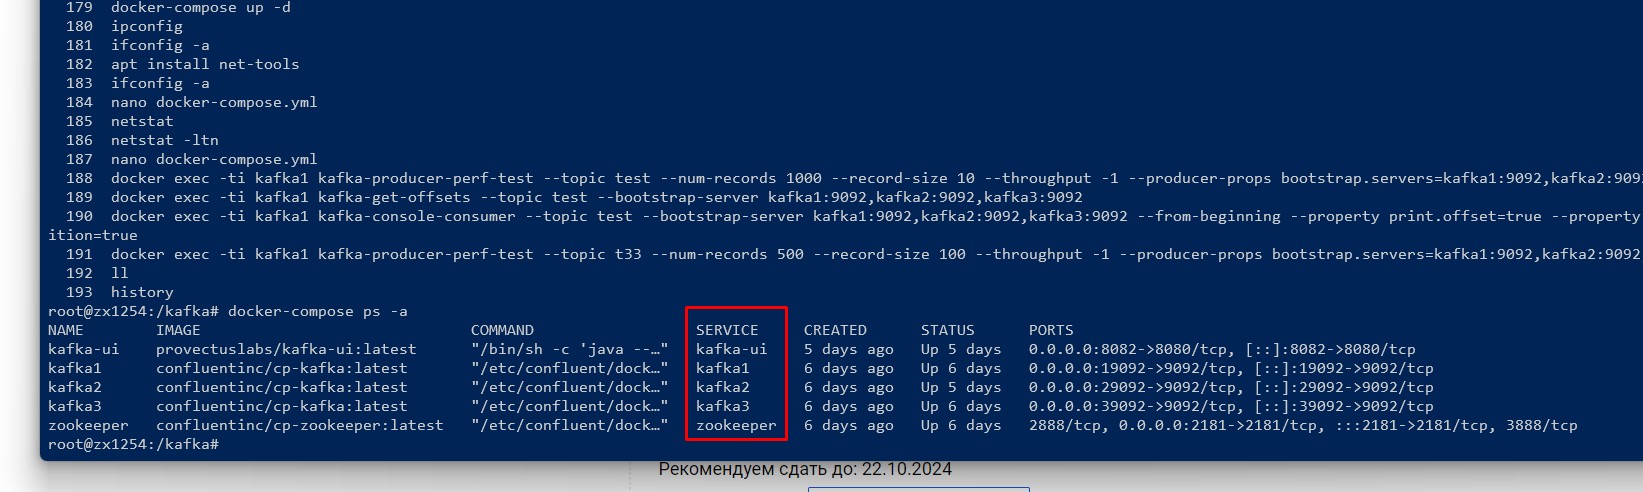 179 docker-compose up -d
180 ipconfig
181 ifconfig -a
182 apt install net-tools
183 ifconfig -a
184 nano docker-compose.yml
185 netstat
186 netstat -ltn
187 nano docker-compose.yml
188 docker exec -ti kafka1 kafka-producer-perf-test --topic test --num-records 1000 --record-size 10 --throughput -1 --producer-props bootstrap.servers=kafka1:9092,kafka2:9092
189 docker exec -ti kafka1 kafka-get-offsets --topic test --bootstrap-server kafka1:9092,kafka2:9092,kafka3:9092
190 docker exec -ti kafka1 kafka-console-consumer --topic test --bootstrap-server kafka1:9092,kafka2:9092,kafka3:9092 --from-beginning --property print.offset=true --property
ition=true
191 docker exec -ti kafka1 kafka-producer-perf-test --topic t33 --num-records 500 --record-size 100 --throughput -1 --producer-props bootstrap.servers=kafka1:9092,kafka2:9092
192 ll
193 history
root@zx1254:/kafka# docker-compose ps -a
NAME IMAGE COMMAND SERVICE CREATED STATUS PORTS
kafka-ui provectuslabs/kafka-ui:latest "/bin/sh -c 'java --…" kafka-ui 5 days ago Up 5 days 0.0.0.0:8082->8080/tcp, [::]:8082->8080/tcp
kafka1 confluentinc/cp-kafka:latest "/etc/confluent/dock…" kafka1 6 days ago Up 6 days 0.0.0.0:19092->9092/tcp, [::]:19092->9092/tcp
kafka2 confluentinc/cp-kafka:latest "/etc/confluent/dock…" kafka2 6 days ago Up 5 days 0.0.0.0:29092->9092/tcp, [::]:29092->9092/tcp
kafka3 confluentinc/cp-kafka:latest "/etc/confluent/dock…" kafka3 6 days ago Up 6 days 0.0.0.0:39092->9092/tcp, [::]:39092->9092/tcp
zookeeper confluentinc/cp-zookeeper:latest "/etc/confluent/dock…" zookeeper 6 days ago Up 6 days 2888/tcp, 0.0.0.0:2181->2181/tcp, :::2181->2181/tcp, 3888/tcp
root@zx1254:/kafka#
Рекомендуем сдать до: 22.10.2024